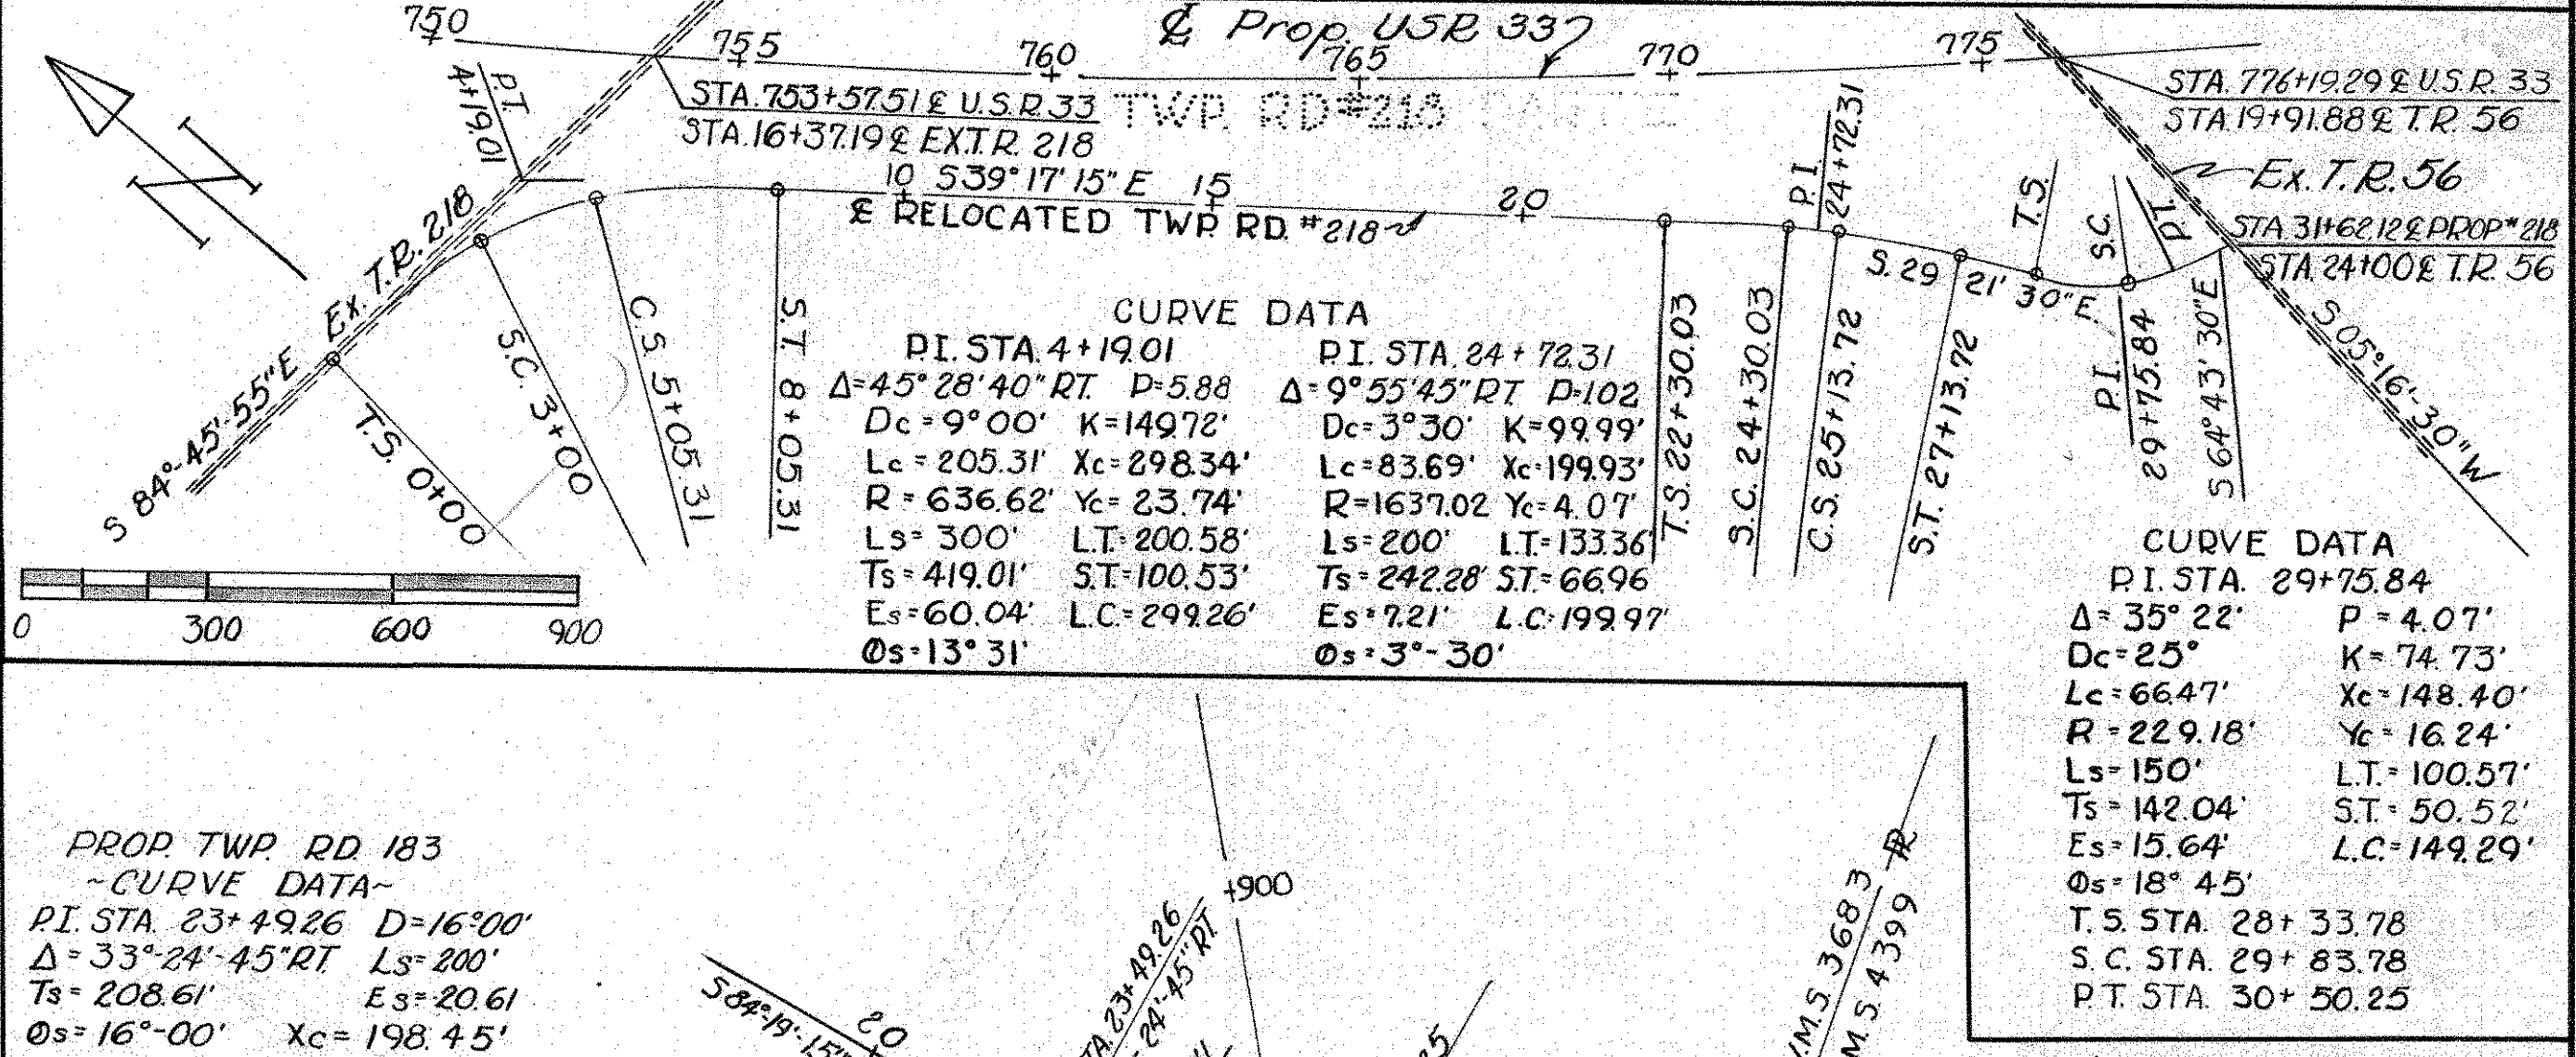 750
755
760
℄ Prop. USR 33
765
770
775
P.T.
4+19.01
STA. 753+57.51 ℄ U.S.R. 33
STA. 16+37.19 ℄ EX.T.R. 218
TWP. RD #218
STA. 776+19.29 ℄ U.S.R. 33
STA 19+91.88 ℄ T.R. 56
Ex. T.R. 56
10 S 39° 17' 15" E 15
20
℄ RELOCATED TWP. RD. #218
P.I.
24+72.31
T.S.
S.C.
P.T.
STA 31+62.12 ℄ PROP #218
STA. 24+00 ℄ T.R. 56
N
Ex. T.R. 218
S 84°-45'-55" E
T.S. 0+00
S.C. 3+00
C.S. 5+05.31
S.T. 8+05.31
T.S. 22+30.03
S.C. 24+30.03
C.S. 25+13.72
S.T. 27+13.72
S. 29 21' 30" E.
P.I.
29+75.84
S 64° 43' 30" E
S 05°16'-30" W
CURVE DATA
P.I. STA. 4+19.01
Δ=45° 28' 40" RT. P=5.88
Dc = 9°00' K=149.72'
Lc = 205.31' Xc=298.34'
R = 636.62' Yc= 23.74'
Ls= 300' L.T.=200.58'
Ts = 419.01' S.T.=100.53'
Es=60.04' L.C.=299.26'
Øs=13° 31'
P.I. STA. 24 + 72.31
Δ= 9° 55' 45" RT. P=1.02
Dc=3°30' K=99.99'
Lc=83.69' Xc=199.93'
R=1637.02 Yc=4.07'
Ls=200' L.T.=133.36'
Ts = 242.28' S.T.=66.96
Es=7.21' L.C.=199.97'
Øs=3°-30'
0 300 600 900
CURVE DATA
P.I. STA. 29+75.84
Δ= 35° 22' P = 4.07'
Dc=25° K= 74.73'
Lc=66.47' Xc=148.40'
R = 229.18' Yc= 16.24'
Ls=150' L.T.= 100.57'
Ts = 142.04' S.T.= 50.52'
Es=15.64' L.C.=149.29'
Øs=18° 45'
T.S. STA. 28+ 33.78
S.C. STA. 29+ 83.78
P.T. STA. 30+ 50.25
PROP. TWP. RD. 183
~CURVE DATA~
P.I. STA. 23+49.26 D=16°00'
Δ=33°-24'-45" RT. Ls=200'
Ts= 208.61' Es=20.61
Øs=16°-00' Xc= 198.45'
S 84°-19'-15"
20
+900
TA. 23+49.26
24'-45" RT.
V.M.S. 3683
M.S. 4399